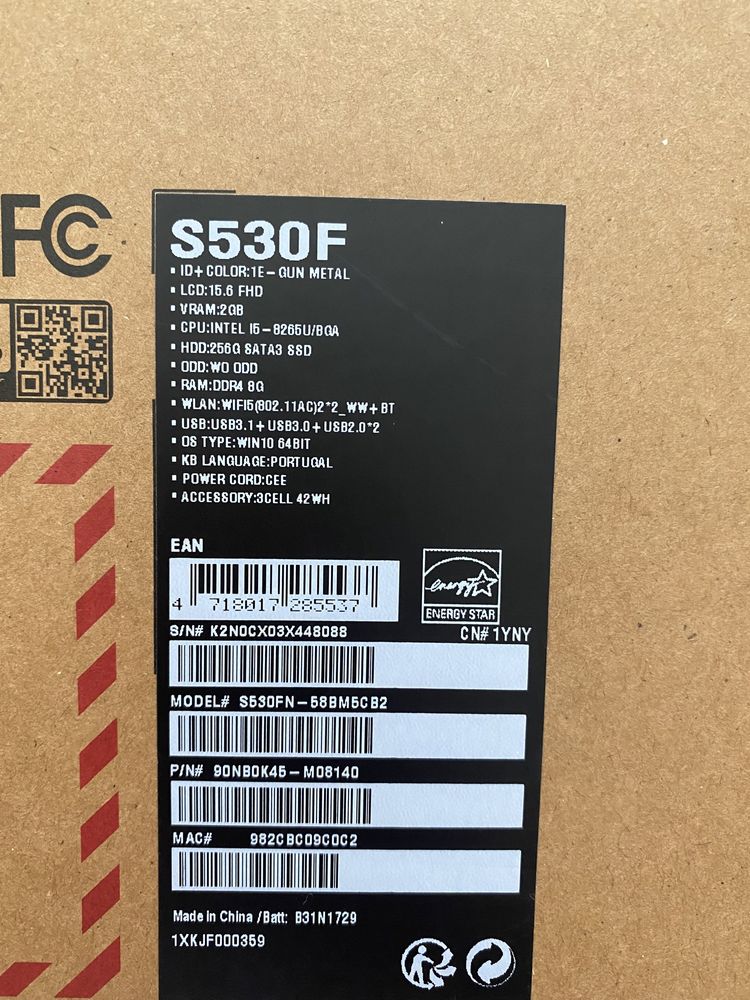 FC
S530F
▪ ID+COLOR:1E-GUN METAL
▪ LCD:15.6 FHD
▪ VRAM:2GB
▪ CPU:INTEL I5-8265U/BGA
▪ HDD:256G SATA3 SSD
▪ ODD:WO ODD
▪ RAM:DDR4 8G
▪ WLAN:WIFI5(802.11AC)2*2_WW+BT
▪ USB:USB3.1+USB3.0+USB2.0*2
▪ OS TYPE:WIN10 64BIT
▪ KB LANGUAGE:PORTUGAL
▪ POWER CORD:CEE
▪ ACCESSORY:3CELL 42WH
EAN
4 718017 285537
energy
ENERGY STAR
S/N# K2N0CX03X448088
CN# 1YNY
MODEL# S530FN-58BM5CB2
P/N# 90NB0K45-M08140
MAC# 982CBC09C0C2
Made in China /Batt: B31N1729
1XKJF000359